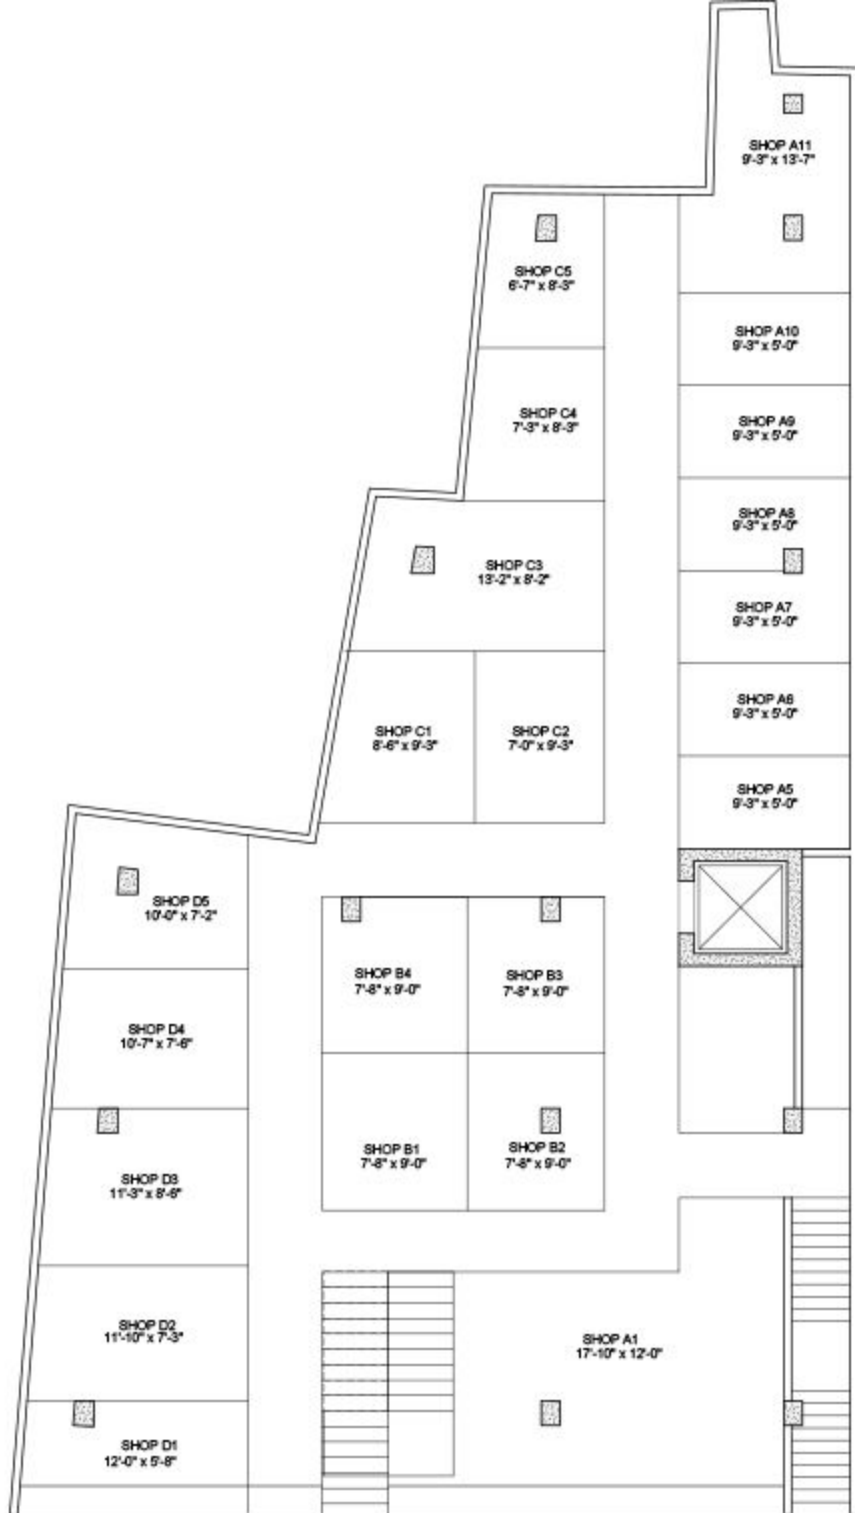 SHOP A11
9'-3" x 13'-7"
SHOP C5
6'-7" x 8'-3"
SHOP A10
9'-3" x 5'-0"
SHOP C4
7'-3" x 8'-3"
SHOP A9
9'-3" x 5'-0"
SHOP A8
9'-3" x 5'-0"
SHOP C3
13'-2" x 8'-2"
SHOP A7
9'-3" x 5'-0"
SHOP A6
9'-3" x 5'-0"
SHOP C1
8'-6" x 9'-3"
SHOP C2
7'-0" x 9'-3"
SHOP A5
9'-3" x 5'-0"
SHOP D5
10'-0" x 7'-2"
SHOP B4
7'-8" x 9'-0"
SHOP B3
7'-8" x 9'-0"
SHOP D4
10'-7" x 7'-6"
SHOP B1
7'-8" x 9'-0"
SHOP B2
7'-8" x 9'-0"
SHOP D3
11'-3" x 8'-6"
SHOP D2
11'-10" x 7'-3"
SHOP A1
17'-10" x 12'-0"
SHOP D1
12'-0" x 5'-8"